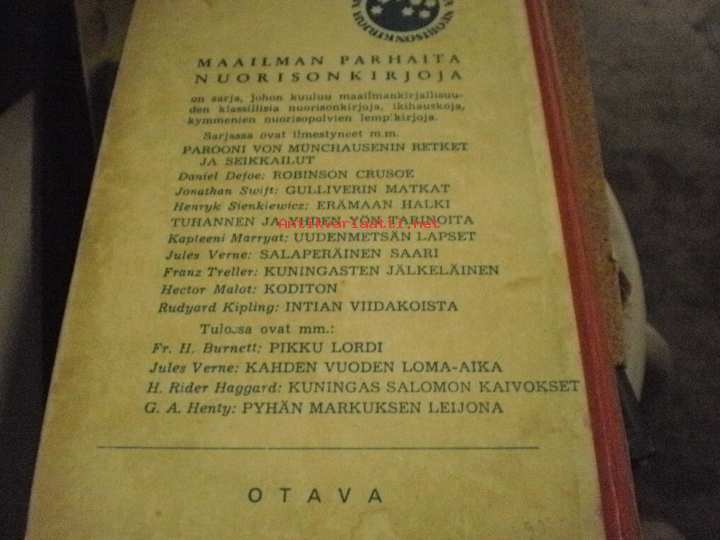 MAAILMAN PARHAITA
NUORISONKIRJOJA
on sarja, johon kuuluu maailmankirjallisuu-
den klassillisia nuorisonkirjoja, ikihauskoja,
kymmenien nuorisopolvien lempikirjoja.
Sarjassa ovat ilmestyneet m.m.
PAROONI VON MÜNCHAUSENIN RETKET
JA SEIKKAILUT
Daniel Defoe: ROBINSON CRUSOE
Jonathan Swift: GULLIVERIN MATKAT
Henryk Sienkiewicz: ERÄMAAN HALKI
TUHANNEN JA YHDEN YÖN TARINOITA
Antikvariaatti.net
Kapteeni Marryat: UUDENMETSÄN LAPSET
Jules Verne: SALAPERÄINEN SAARI
Franz Treller: KUNINGASTEN JÄLKELÄINEN
Hector Malot: KODITON
Rudyard Kipling: INTIAN VIIDAKOISTA
Tulossa ovat mm.:
Fr. H. Burnett: PIKKU LORDI
Jules Verne: KAHDEN VUODEN LOMA-AIKA
H. Rider Haggard: KUNINGAS SALOMON KAIVOKSET
G. A. Henty: PYHÄN MARKUKSEN LEIJONA
OTAVA